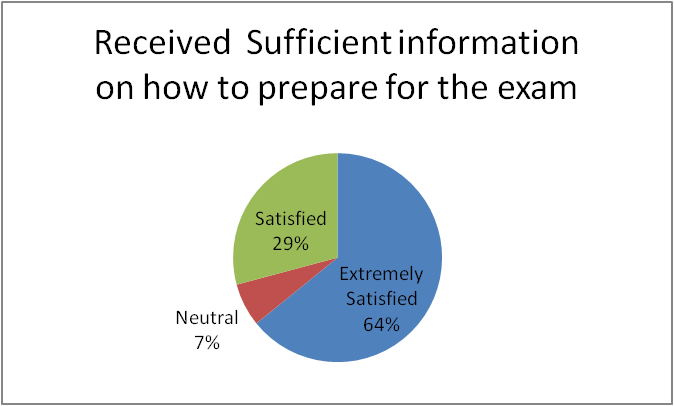 Received Sufficient information
on how to prepare for the exam
Satisfied
29%
Extremely
Satisfied
64%
Neutral
7%